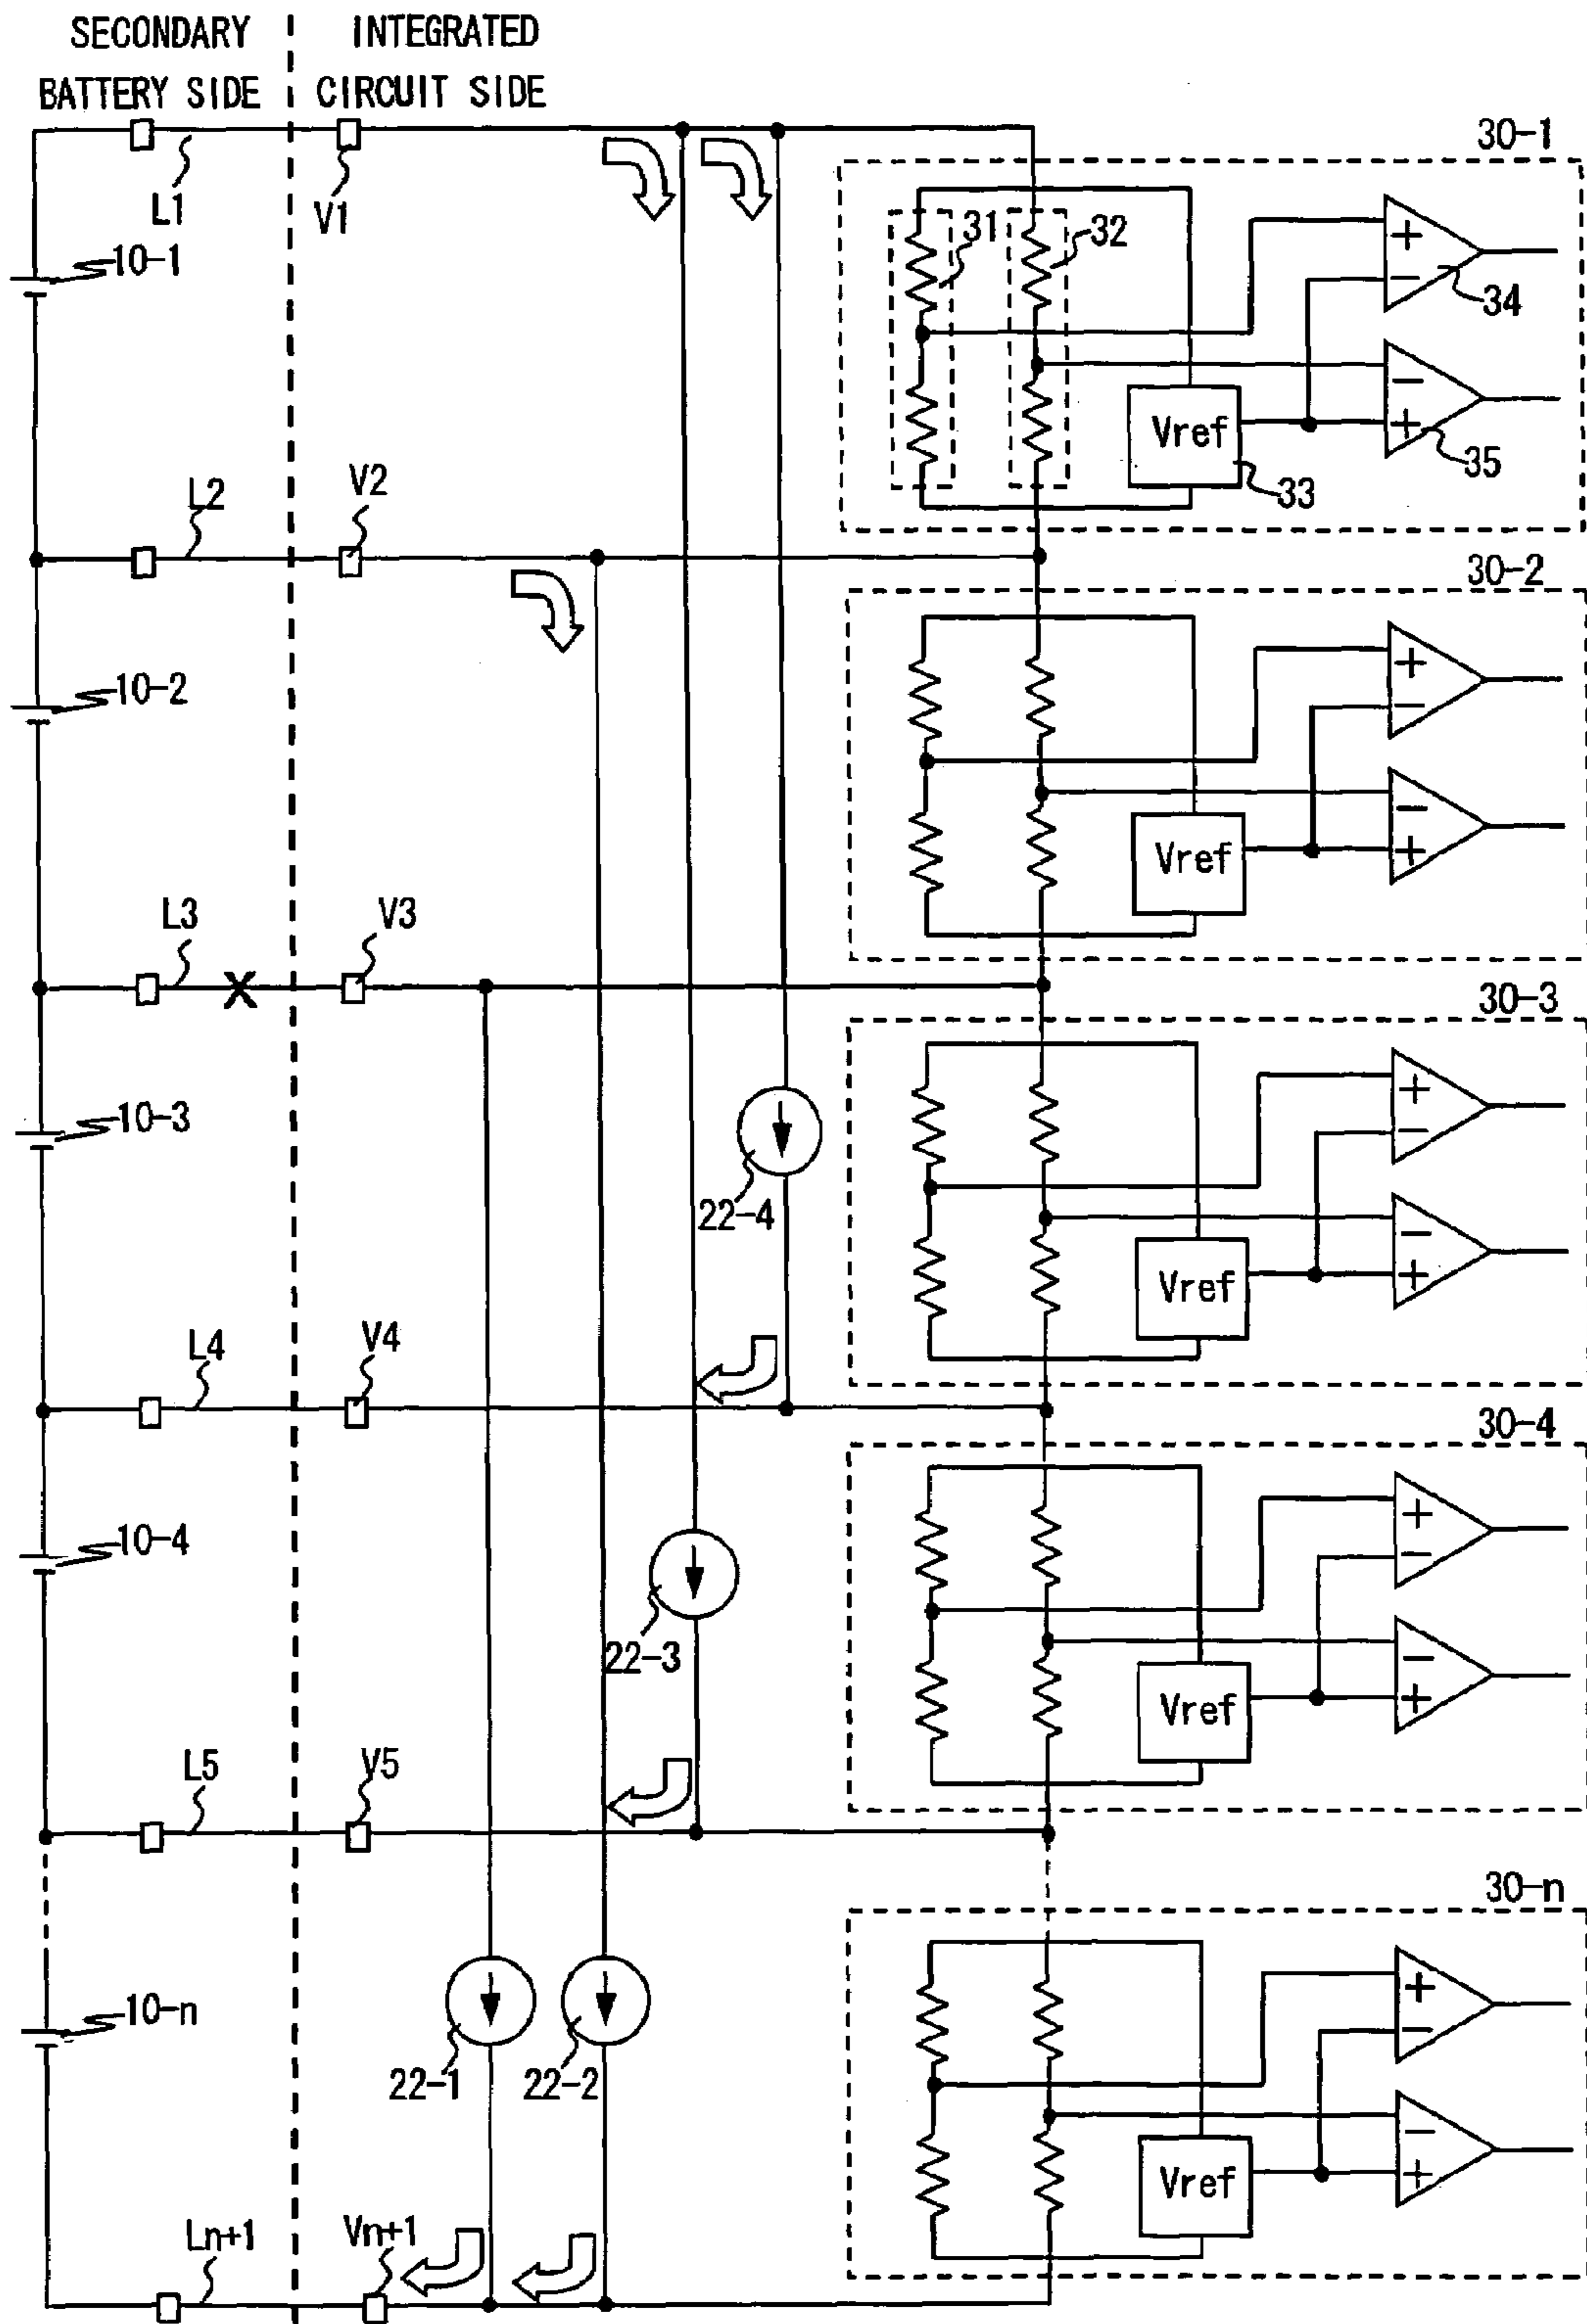 SECONDARY
BATTERY SIDE
INTEGRATED
CIRCUIT SIDE
L1
V1
10-1
30-1
31
32
+
−
34
−
+
35
Vref
33
L2
V2
10-2
30-2
+
−
−
+
Vref
L3
X
V3
10-3
30-3
+
−
−
+
Vref
22-4
L4
V4
10-4
30-4
+
−
−
+
Vref
22-3
L5
V5
10-n
30-n
+
−
−
+
Vref
22-1
22-2
Ln+1
Vn+1